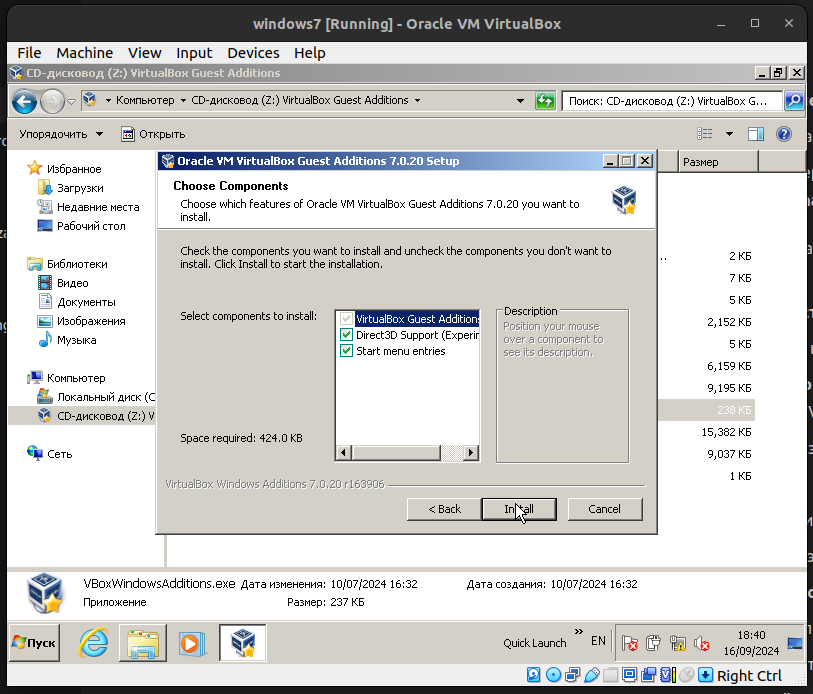 windows7 [Running] - Oracle VM VirtualBox
File Machine View Input Devices Help
CD-дисковод (Z:) VirtualBox Guest Additions
Компьютер CD-дисковод (Z:) VirtualBox Guest Additions
Поиск: CD-дисковод (Z:) VirtualBox G...
Упорядочить Открыть
Избранное
Загрузки
Недавние места
Рабочий стол
Библиотеки
Видео
Документы
Изображения
Музыка
Компьютер
Локальный диск (C
CD-дисковод (Z:) V
Сеть
Oracle VM VirtualBox Guest Additions 7.0.20 Setup
Choose Components
Choose which features of Oracle VM VirtualBox Guest Additions 7.0.20 you want to
install.
Check the components you want to install and uncheck the components you don't want to
install. Click Install to start the installation.
Select components to install:
VirtualBox Guest Additions
Direct3D Support (Experir
Start menu entries
Description
Position your mouse
over a component to
see its description.
Space required: 424.0 KB
VirtualBox Windows Additions 7.0.20 r163906
< Back Install Cancel
Размер
..
2 КБ
7 КБ
5 КБ
2,152 КБ
5 КБ
6,159 КБ
9,195 КБ
238 КБ
15,382 КБ
9,037 КБ
1 КБ
VBoxWindowsAdditions.exe Дата изменения: 10/07/2024 16:32 Дата создания: 10/07/2024 16:32
Приложение Размер: 237 КБ
Пуск
Quick Launch » EN
18:40
16/09/2024
Right Ctrl